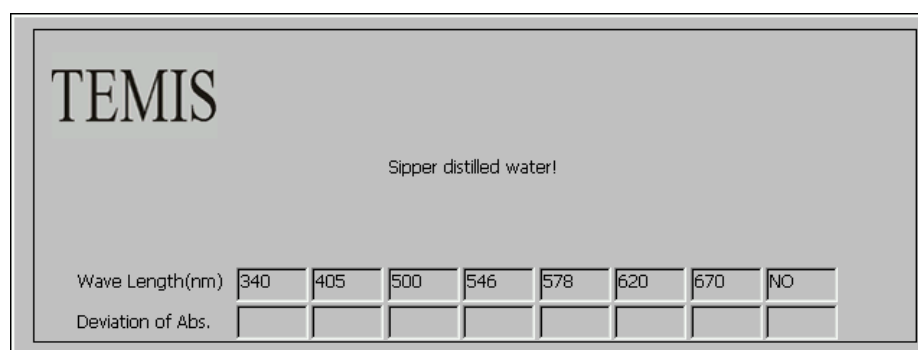 TEMIS
Sipper distilled water!
Wave Length(nm) 340 405 500 546 578 620 670 NO
Deviation of Abs.